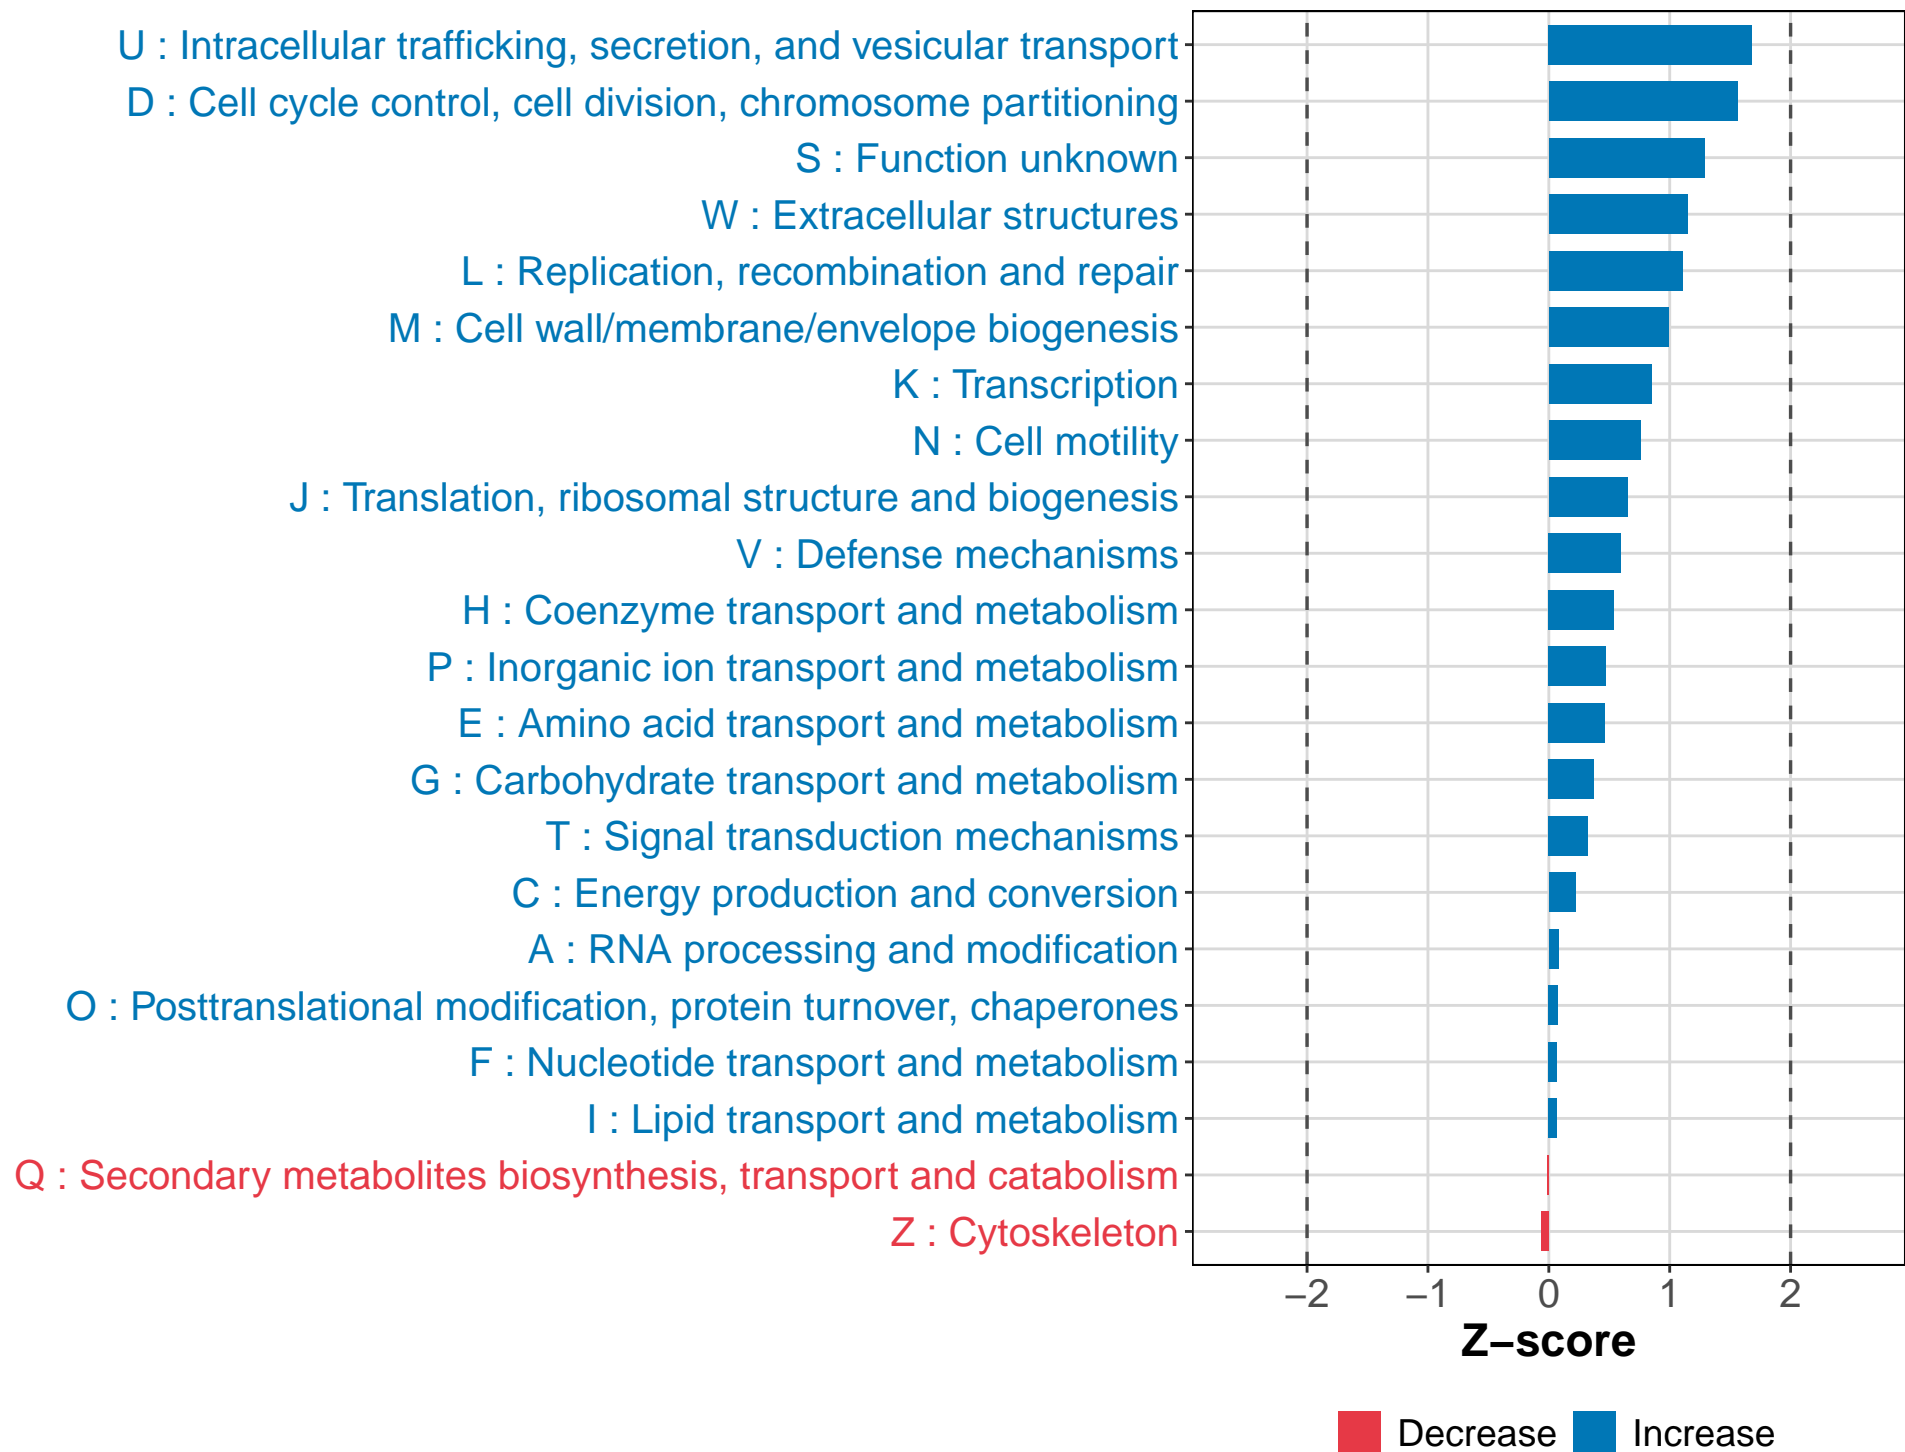 U : Intracellular trafficking, secretion, and vesicular transport
D : Cell cycle control, cell division, chromosome partitioning
S : Function unknown
W : Extracellular structures
L : Replication, recombination and repair
M : Cell wall/membrane/envelope biogenesis
K : Transcription
N : Cell motility
J : Translation, ribosomal structure and biogenesis
V : Defense mechanisms
H : Coenzyme transport and metabolism
P : Inorganic ion transport and metabolism
E : Amino acid transport and metabolism
G : Carbohydrate transport and metabolism
T : Signal transduction mechanisms
C : Energy production and conversion
A : RNA processing and modification
O : Posttranslational modification, protein turnover, chaperones
F : Nucleotide transport and metabolism
I : Lipid transport and metabolism
Q : Secondary metabolites biosynthesis, transport and catabolism
Z : Cytoskeleton
−2 −1 0 1 2
Z−score
Decrease Increase